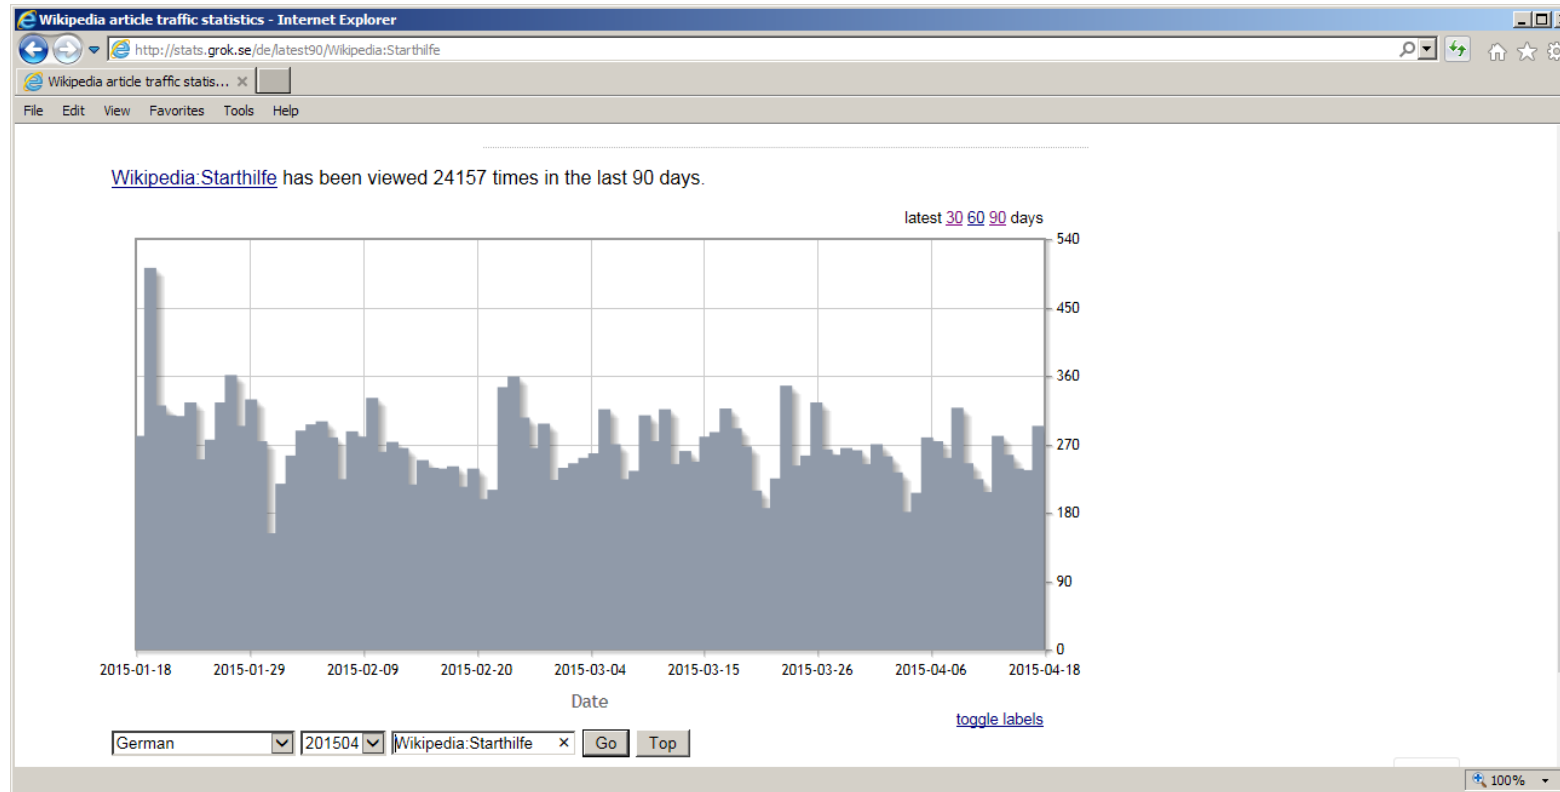 Wikipedia article traffic statistics - Internet Explorer
http://stats.grok.se/de/latest90/Wikipedia:Starthilfe
Wikipedia article traffic statis...
File Edit View Favorites Tools Help
Wikipedia:Starthilfe has been viewed 24157 times in the last 90 days.
latest 30 60 90 days
540
450
360
270
180
90
0
2015-01-18 2015-01-29 2015-02-09 2015-02-20 2015-03-04 2015-03-15 2015-03-26 2015-04-06 2015-04-18
Date
toggle labels
German 201504 Wikipedia:Starthilfe × Go Top
100%